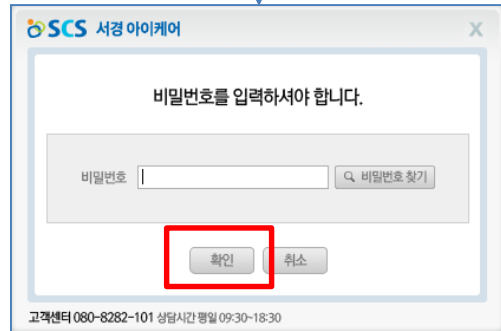 SCS 서경 아이케어 X
비밀번호를 입력하셔야 합니다.
비밀번호 비밀번호 찾기
확인 취소
고객센터 080-8282-101 상담시간 평일 09:30~18:30